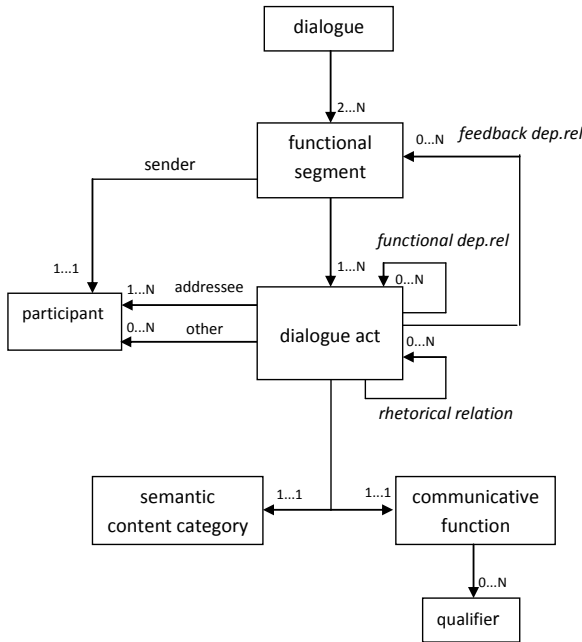 dialogue
2...N
functional
segment
0...N
feedback dep.rel
sender
functional dep.rel
1...1
1...N
0...N
participant
1...N
addressee
0...N
other
dialogue act
0...N
rhetorical relation
semantic
content category
1...1
1...1
communicative
function
0...N
qualifier